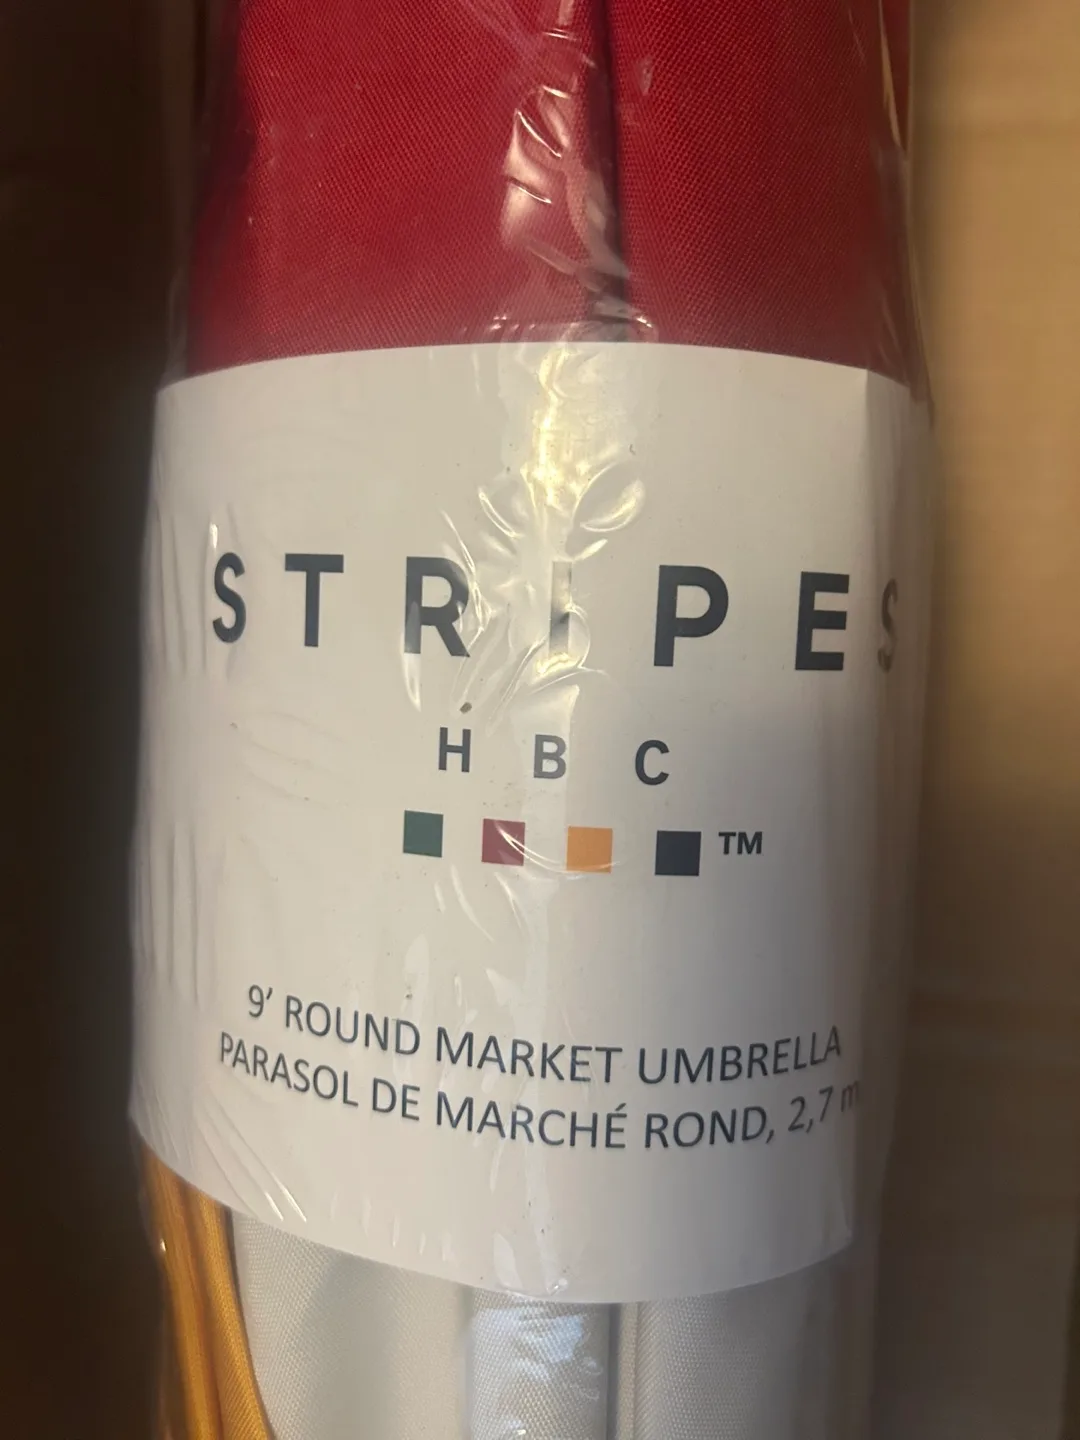 STRIPES
HBC
TM
9’ ROUND MARKET UMBRELLA
PARASOL DE MARCHÉ ROND, 2,7 m